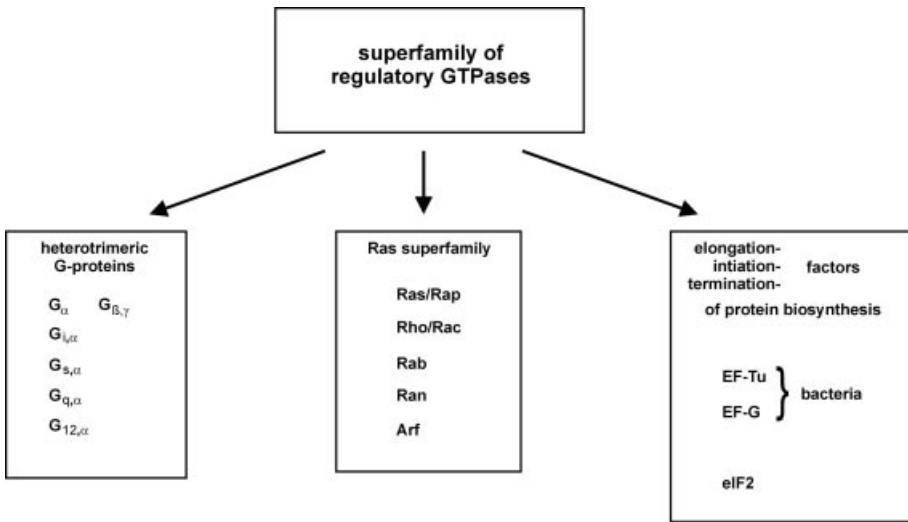 superfamily of
regulatory GTPases
heterotrimeric
G-proteins
Gα Gß,γ
Gi,α
Gs,α
Gq,α
G12,α
Ras superfamily
Ras/Rap
Rho/Rac
Rab
Ran
Arf
elongation-
intiation- factors
termination-
of protein biosynthesis
EF-Tu
} bacteria
EF-G
eIF2